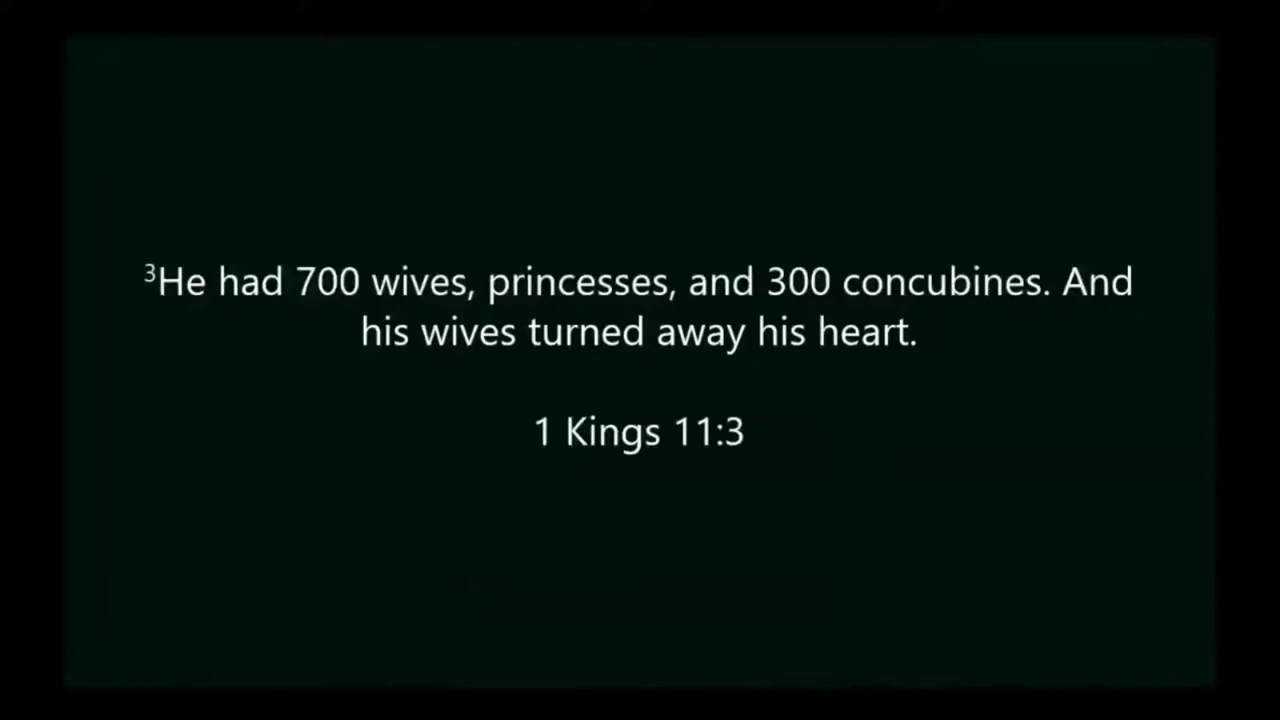 ³He had 700 wives, princesses, and 300 concubines. And
his wives turned away his heart.
1 Kings 11:3